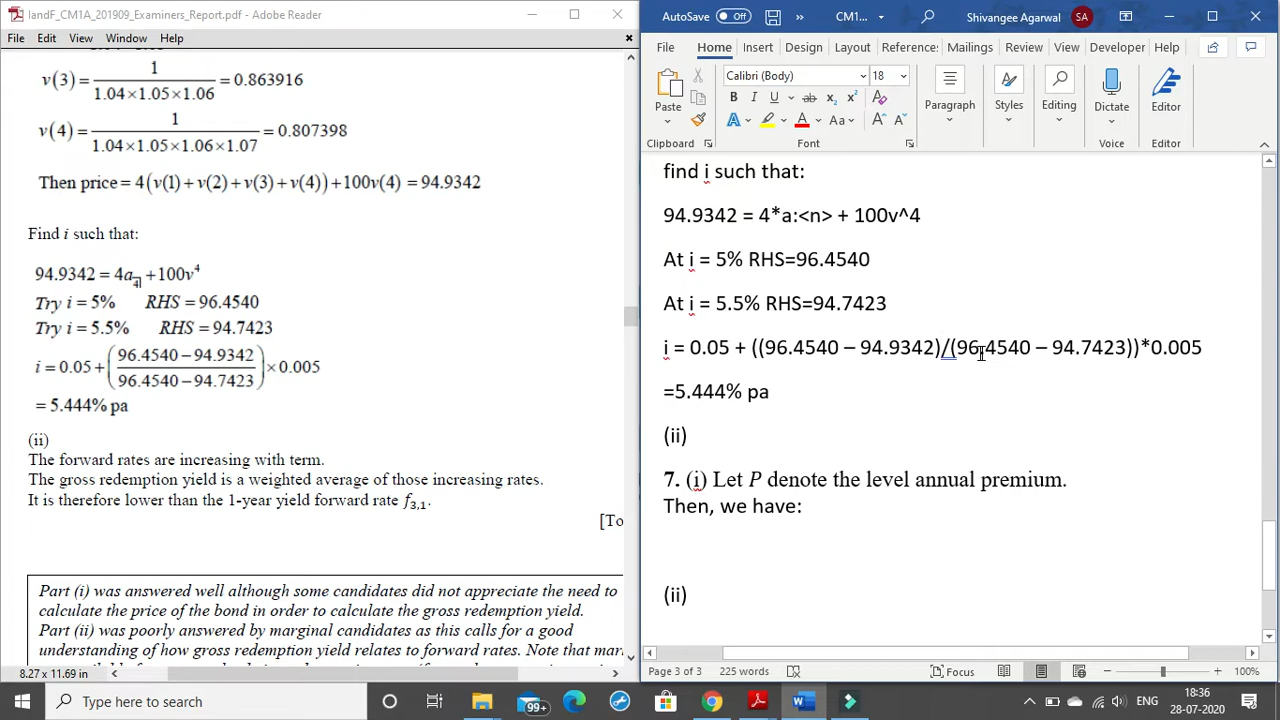 IandF_CM1A_201909_Examiners_Report.pdf - Adobe Reader
File Edit View Window Help
v(3) = 1 / 1.04×1.05×1.06 = 0.863916
v(4) = 1 / 1.04×1.05×1.06×1.07 = 0.807398
Then price = 4(v(1) + v(2) + v(3) + v(4)) + 100v(4) = 94.9342
Find i such that:
94.9342 = 4a4 + 100v^4
Try i = 5% RHS = 96.4540
Try i = 5.5% RHS = 94.7423
i = 0.05 + (96.4540 − 94.9342 / 96.4540 − 94.7423) × 0.005
= 5.444% pa
(ii)
The forward rates are increasing with term.
The gross redemption yield is a weighted average of those increasing rates.
It is therefore lower than the 1-year yield forward rate f3,1.
[To
Part (i) was answered well although some candidates did not appreciate the need to
calculate the price of the bond in order to calculate the gross redemption yield.
Part (ii) was poorly answered by marginal candidates as this calls for a good
understanding of how gross redemption yield relates to forward rates. Note that mar
8.27 x 11.69 in
AutoSave Off » CM1... Shivangee Agarwal SA
File Home Insert Design Layout Reference: Mailings Review View Developer Help
Calibri (Body) 18
Paste
B I U ab x₂ x²
A A Aa A A
Paragraph Styles Editing Dictate Editor
Clipboard Font Voice Editor
find i such that:
94.9342 = 4*a:<n> + 100v^4
At i = 5% RHS=96.4540
At i = 5.5% RHS=94.7423
i = 0.05 + ((96.4540 – 94.9342)/(96.4540 – 94.7423))*0.005
=5.444% pa
(ii)
7. (i) Let P denote the level annual premium.
Then, we have:
(ii)
Page 3 of 3 225 words Focus 100%
Type here to search 99+ ENG 18:36
28-07-2020